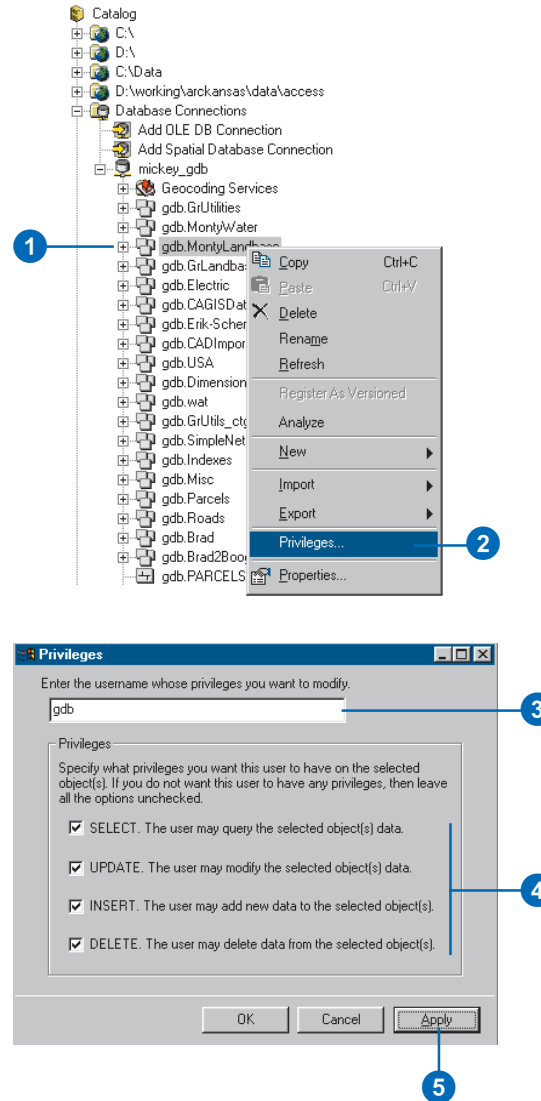 Catalog
C:\
D:\
C:\Data
D:\working\arckansas\data\access
Database Connections
Add OLE DB Connection
Add Spatial Database Connection
mickey_gdb
Geocoding Services
gdb.GrUtilities
gdb.MontyWater
1
gdb.MontyLandbase
gdb.GrLandba
gdb.Electric
gdb.CAGISDat
gdb.Erik-Scher
gdb.CADImpor
gdb.USA
gdb.Dimension
gdb.wat
gdb.GrUtils_ctg
gdb.SimpleNet
gdb.Indexes
gdb.Misc
gdb.Parcels
gdb.Roads
gdb.Brad
gdb.Brad2Boo
gdb.PARCELS
Copy Ctrl+C
Paste Ctrl+V
Delete
Rename
Refresh
Register As Versioned
Analyze
New
Import
Export
Privileges...
2
Properties...
Privileges
Enter the username whose privileges you want to modify.
gdb
3
Privileges
Specify what privileges you want this user to have on the selected
object(s). If you do not want this user to have any privileges, then leave
all the options unchecked.
SELECT. The user may query the selected object(s) data.
UPDATE. The user may modify the selected object(s) data.
4
INSERT. The user may add new data to the selected object(s).
DELETE. The user may delete data from the selected object(s).
OK Cancel Apply
5